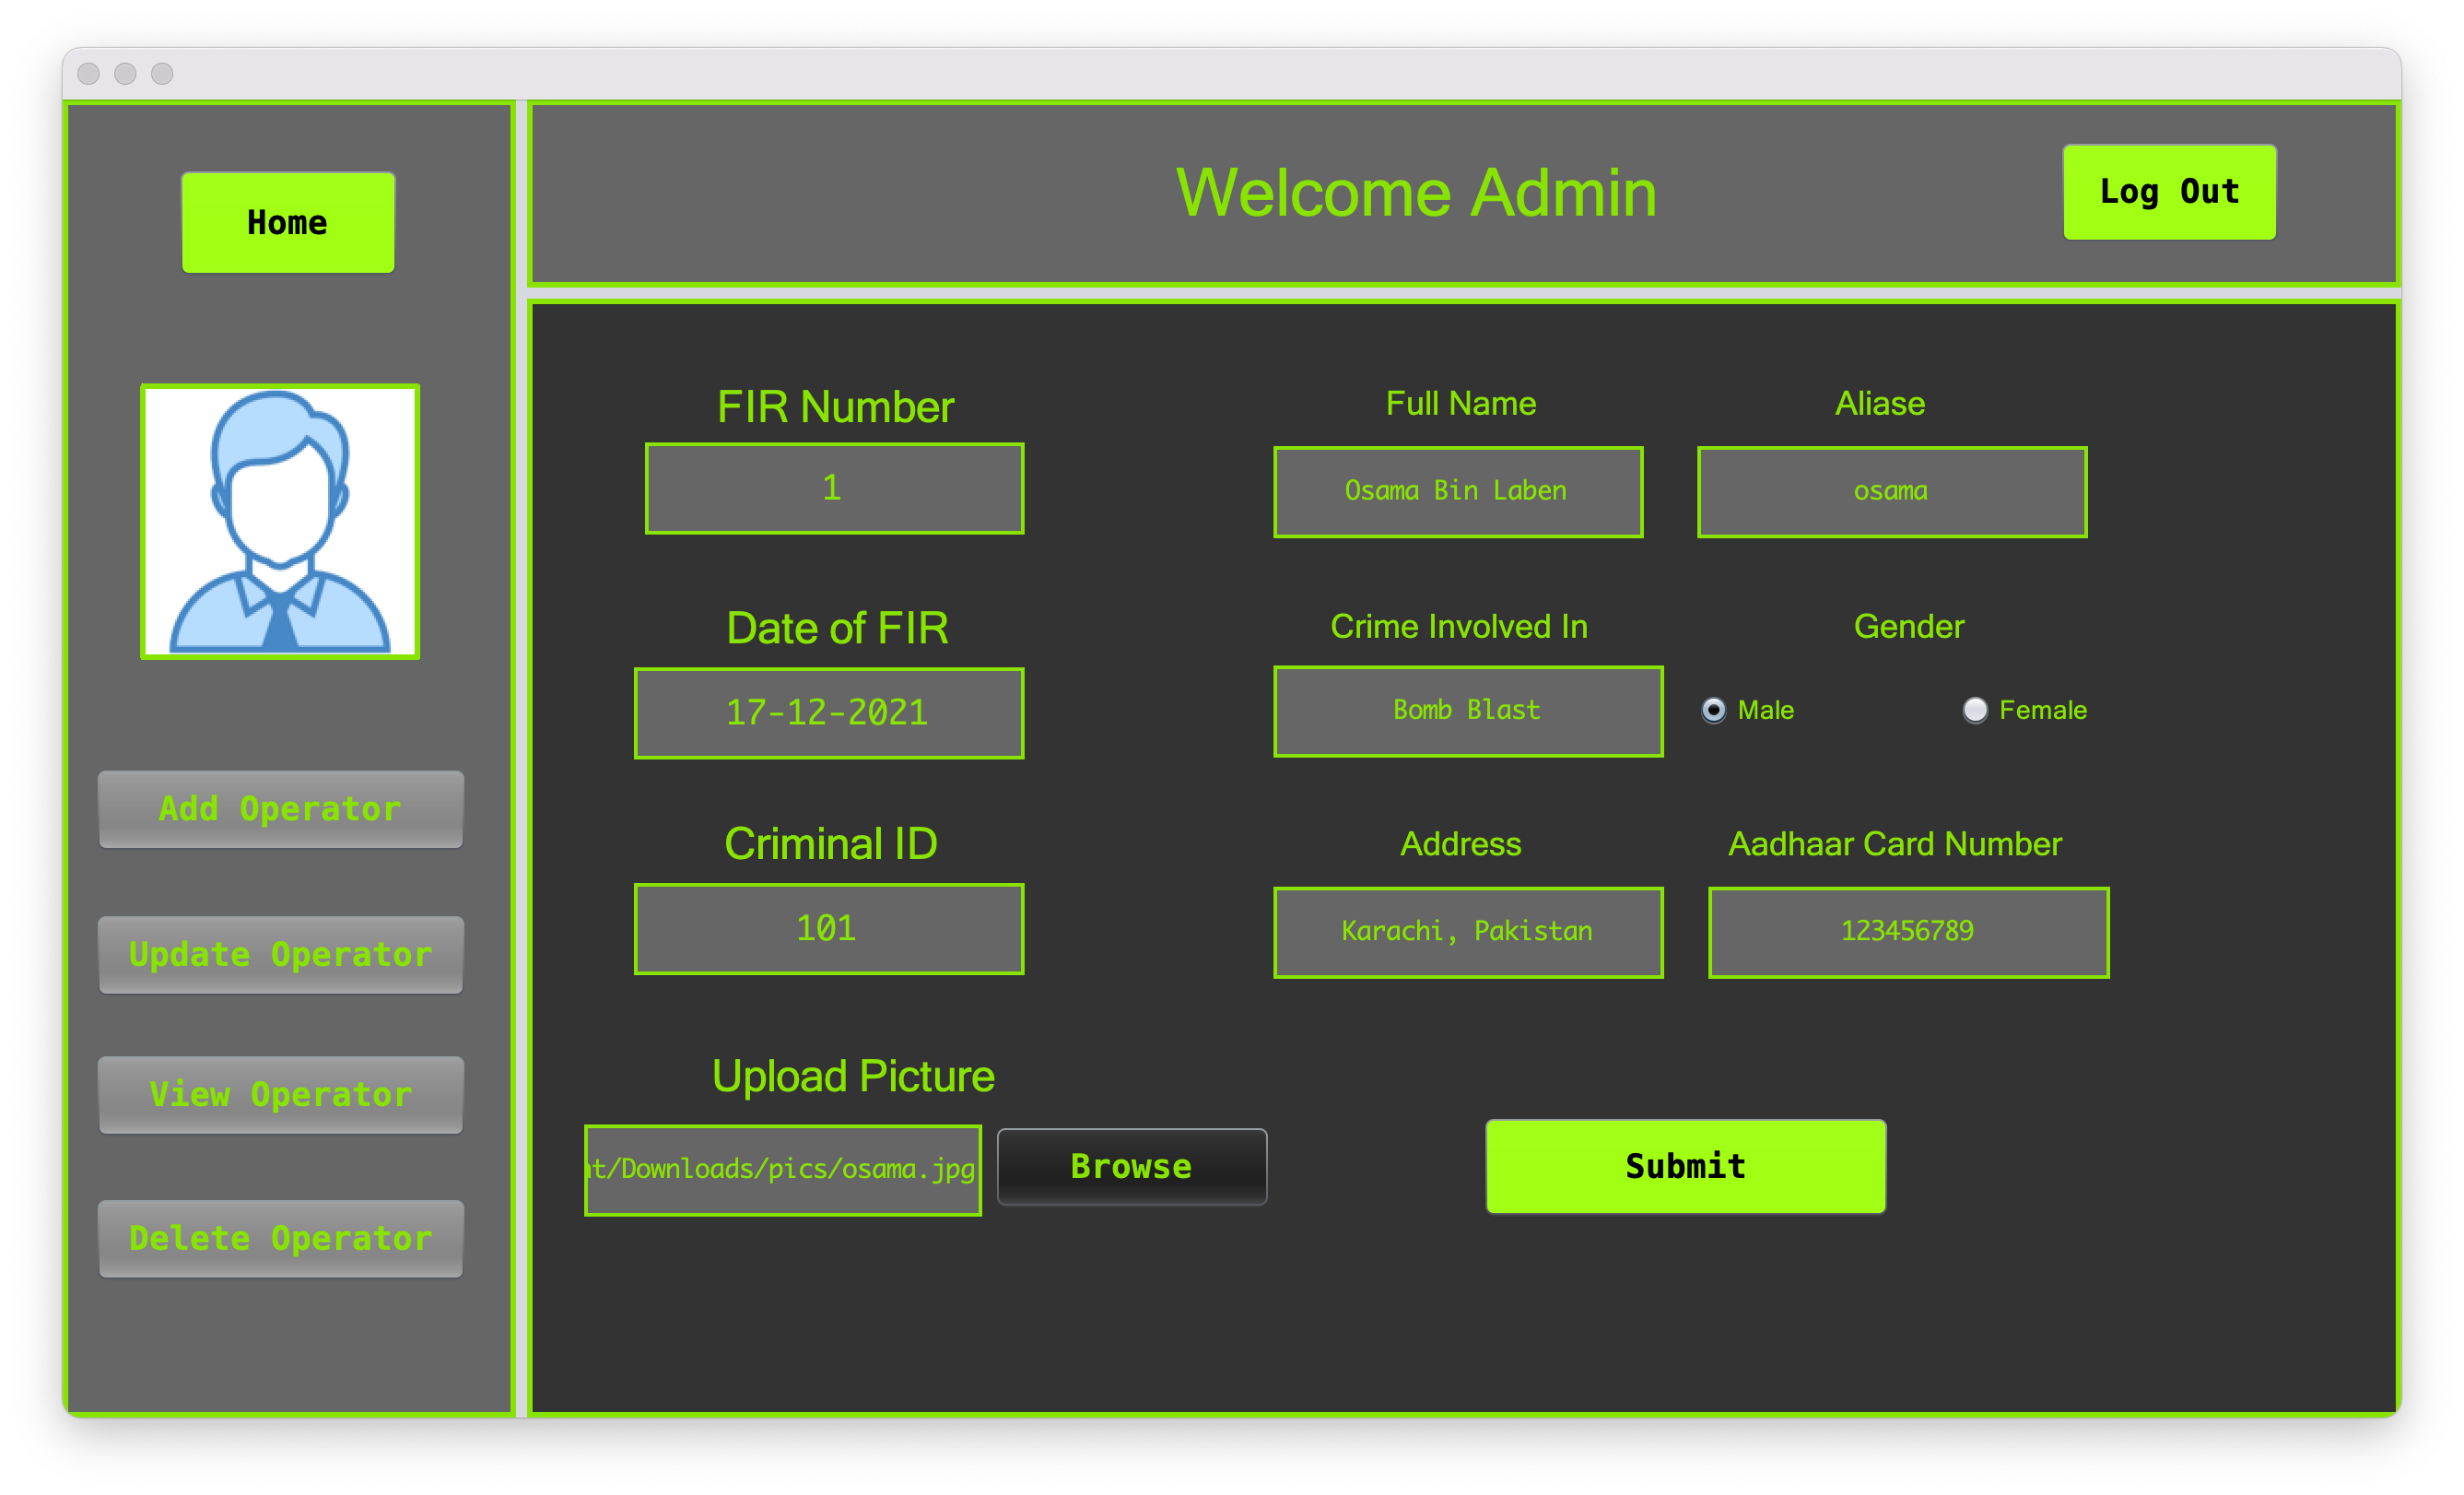 Home
Welcome Admin
Log Out
Add Operator
Update Operator
View Operator
Delete Operator
FIR Number
1
Date of FIR
17-12-2021
Criminal ID
101
Upload Picture
t/Downloads/pics/osama.jpg
Browse
Full Name
Osama Bin Laben
Aliase
osama
Crime Involved In
Bomb Blast
Gender
Male
Female
Address
Karachi, Pakistan
Aadhaar Card Number
123456789
Submit